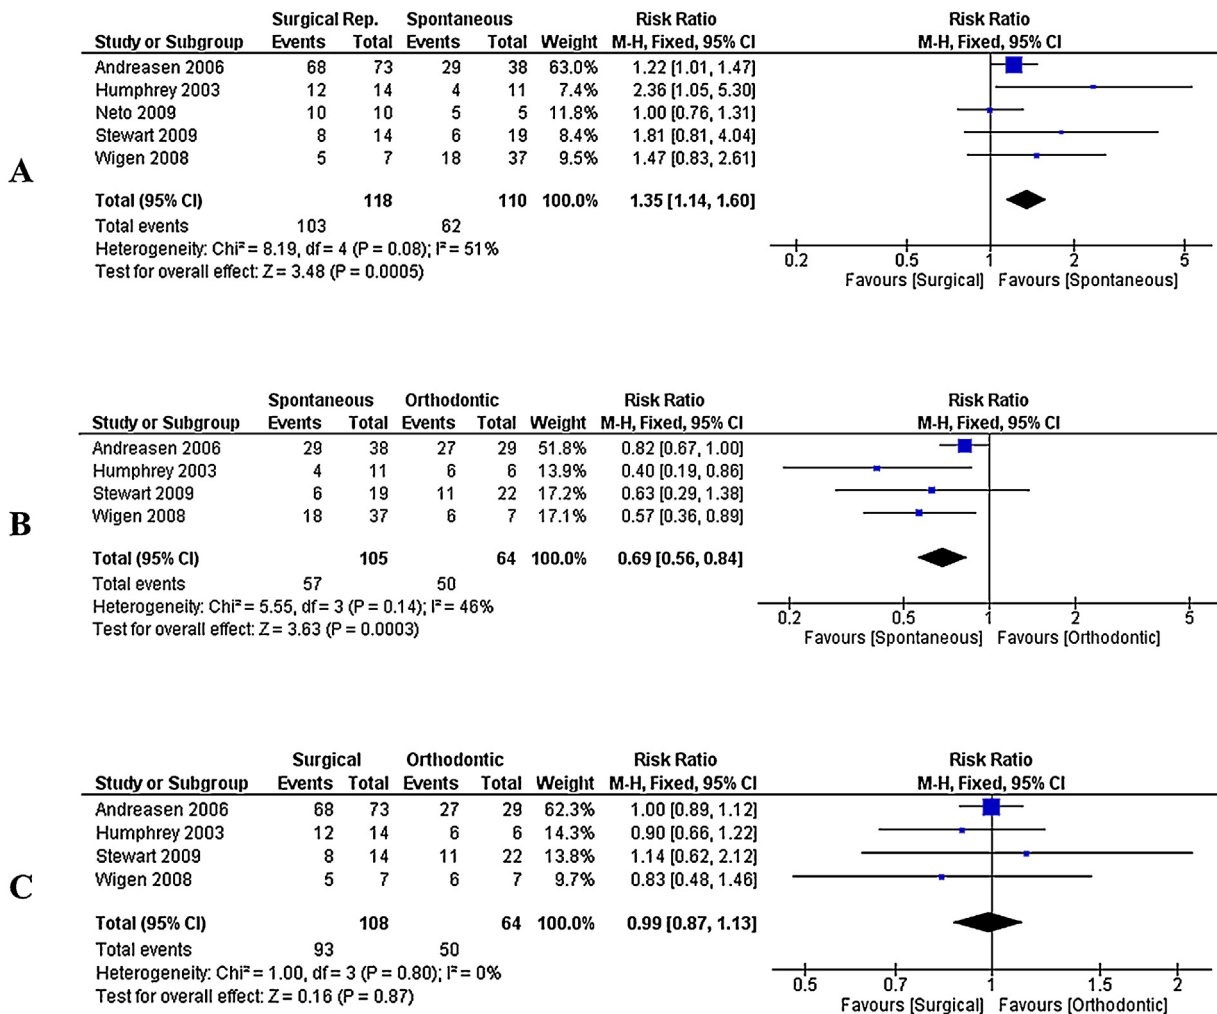 Surgical Rep. Spontaneous Risk Ratio Risk Ratio
Study or Subgroup Events Total Events Total Weight M-H, Fixed, 95% CI M-H, Fixed, 95% CI
Andreasen 2006 68 73 29 38 63.0% 1.22 [1.01, 1.47]
Humphrey 2003 12 14 4 11 7.4% 2.36 [1.05, 5.30]
Neto 2009 10 10 5 5 11.8% 1.00 [0.76, 1.31]
Stewart 2009 8 14 6 19 8.4% 1.81 [0.81, 4.04]
Wigen 2008 5 7 18 37 9.5% 1.47 [0.83, 2.61]
A
Total (95% CI) 118 110 100.0% 1.35 [1.14, 1.60]
Total events 103 62
Heterogeneity: Chi² = 8.19, df = 4 (P = 0.08); I² = 51%
Test for overall effect: Z = 3.48 (P = 0.0005)
0.2 0.5 1 2 5
Favours [Surgical] Favours [Spontaneous]
Spontaneous Orthodontic Risk Ratio Risk Ratio
Study or Subgroup Events Total Events Total Weight M-H, Fixed, 95% CI M-H, Fixed, 95% CI
Andreasen 2006 29 38 27 29 51.8% 0.82 [0.67, 1.00]
Humphrey 2003 4 11 6 6 13.9% 0.40 [0.19, 0.86]
Stewart 2009 6 19 11 22 17.2% 0.63 [0.29, 1.38]
Wigen 2008 18 37 6 7 17.1% 0.57 [0.36, 0.89]
B
Total (95% CI) 105 64 100.0% 0.69 [0.56, 0.84]
Total events 57 50
Heterogeneity: Chi² = 5.55, df = 3 (P = 0.14); I² = 46%
Test for overall effect: Z = 3.63 (P = 0.0003)
0.2 0.5 1 2 5
Favours [Spontaneous] Favours [Orthodontic]
Surgical Orthodontic Risk Ratio Risk Ratio
Study or Subgroup Events Total Events Total Weight M-H, Fixed, 95% CI M-H, Fixed, 95% CI
Andreasen 2006 68 73 27 29 62.3% 1.00 [0.89, 1.12]
Humphrey 2003 12 14 6 6 14.3% 0.90 [0.66, 1.22]
Stewart 2009 8 14 11 22 13.8% 1.14 [0.62, 2.12]
Wigen 2008 5 7 6 7 9.7% 0.83 [0.48, 1.46]
C
Total (95% CI) 108 64 100.0% 0.99 [0.87, 1.13]
Total events 93 50
Heterogeneity: Chi² = 1.00, df = 3 (P = 0.80); I² = 0%
Test for overall effect: Z = 0.16 (P = 0.87)
0.5 0.7 1 1.5 2
Favours [Surgical] Favours [Orthodontic]